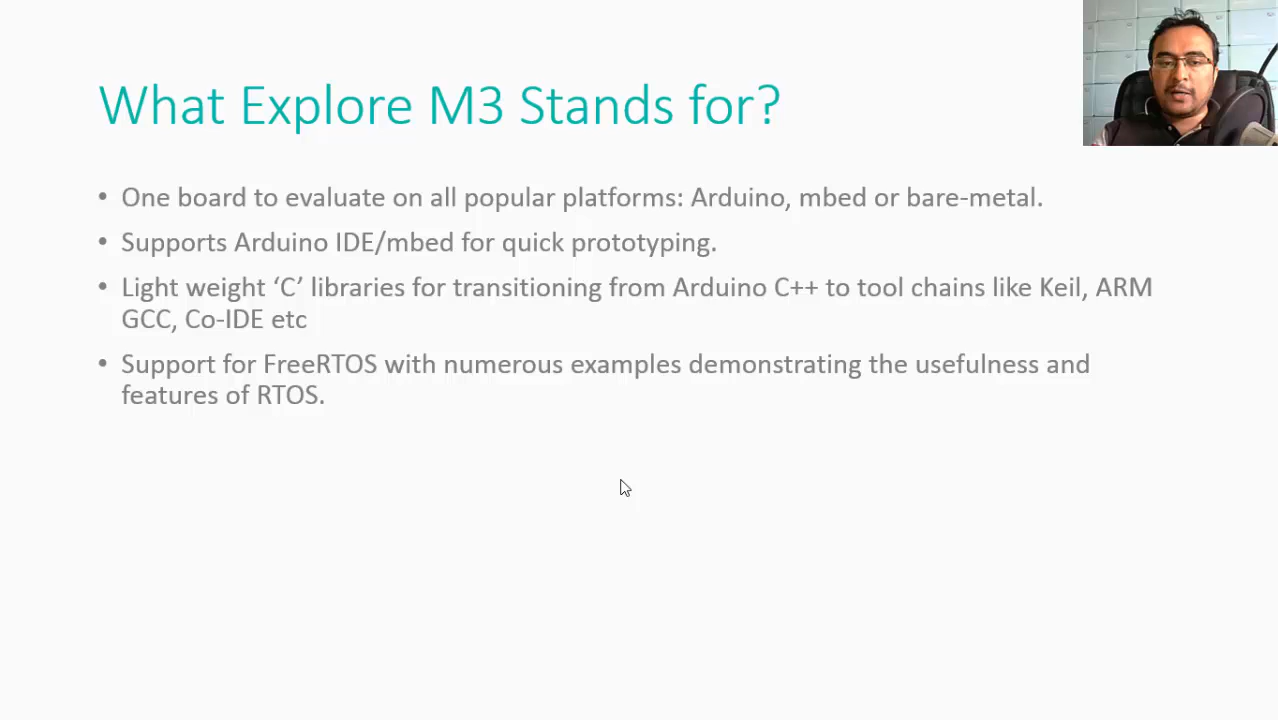 What Explore M3 Stands for?
• One board to evaluate on all popular platforms: Arduino, mbed or bare-metal.
• Supports Arduino IDE/mbed for quick prototyping.
• Light weight ‘C’ libraries for transitioning from Arduino C++ to tool chains like Keil, ARM
GCC, Co-IDE etc
• Support for FreeRTOS with numerous examples demonstrating the usefulness and
features of RTOS.